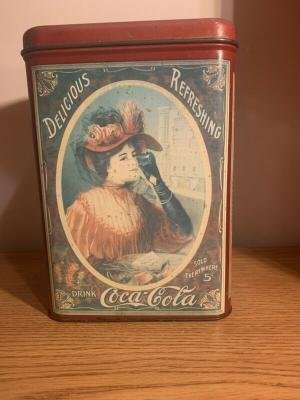 DELICIOUS
REFRESHING
SOLD
EVERYWHERE
5¢
DRINK Coca-Cola